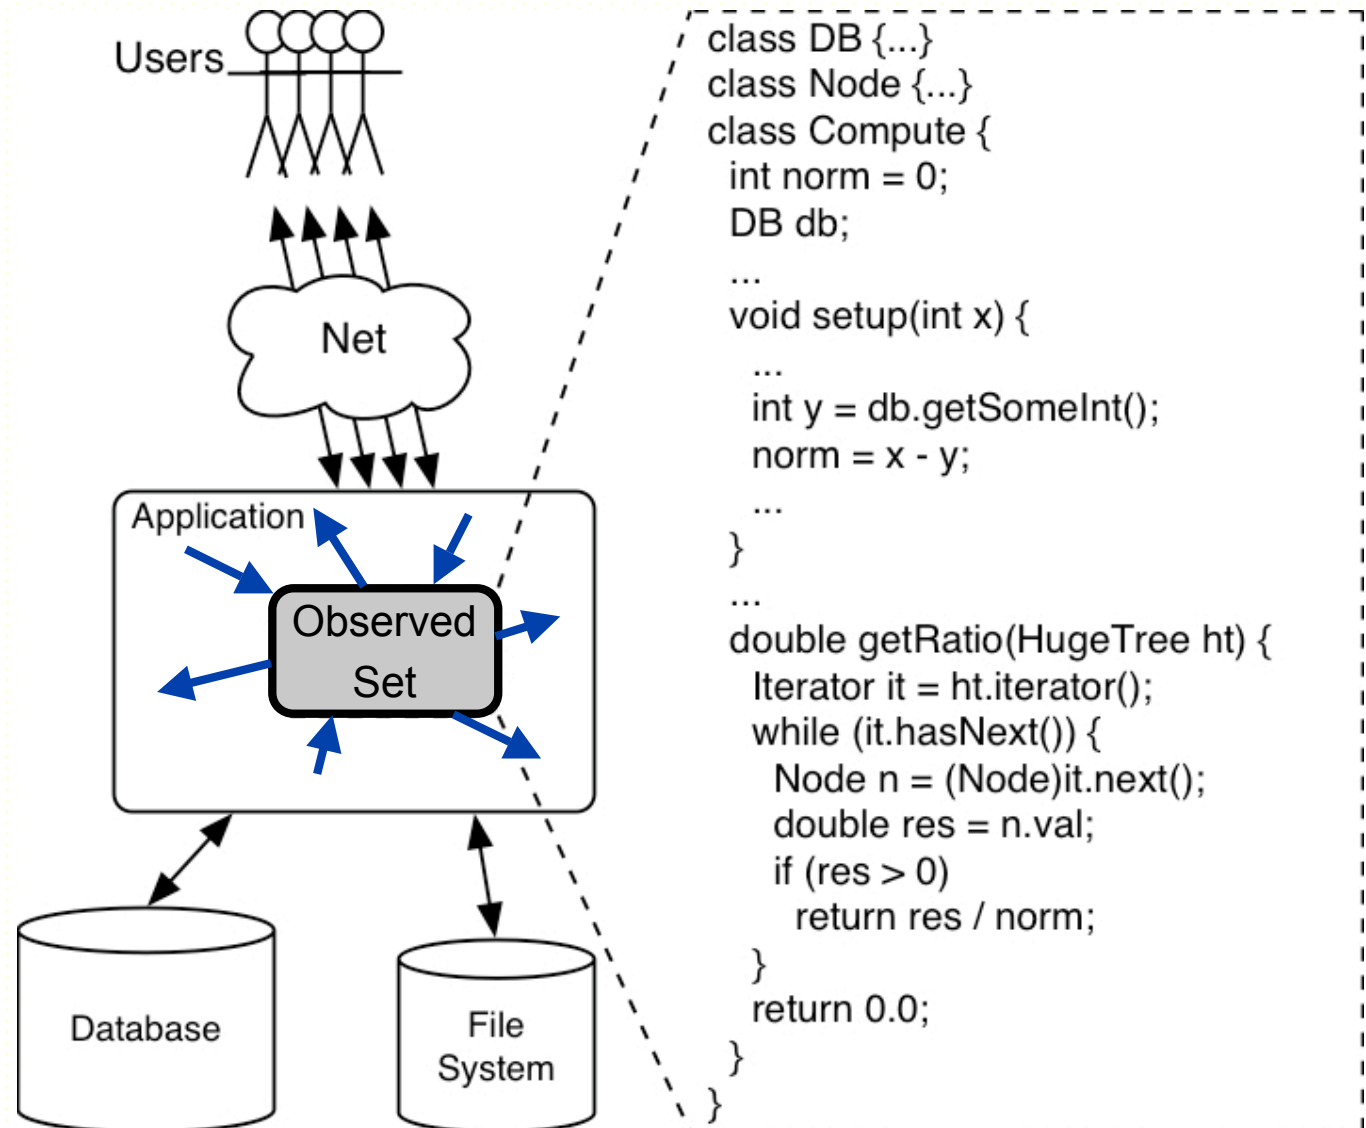 Users
Net
Application
Observed
Set
Database
File
System
class DB {...}
class Node {...}
class Compute {
int norm = 0;
DB db;
...
void setup(int x) {
...
int y = db.getSomeInt();
norm = x - y;
...
}
...
double getRatio(HugeTree ht) {
Iterator it = ht.iterator();
while (it.hasNext()) {
Node n = (Node)it.next();
double res = n.val;
if (res > 0)
return res / norm;
}
return 0.0;
}
}